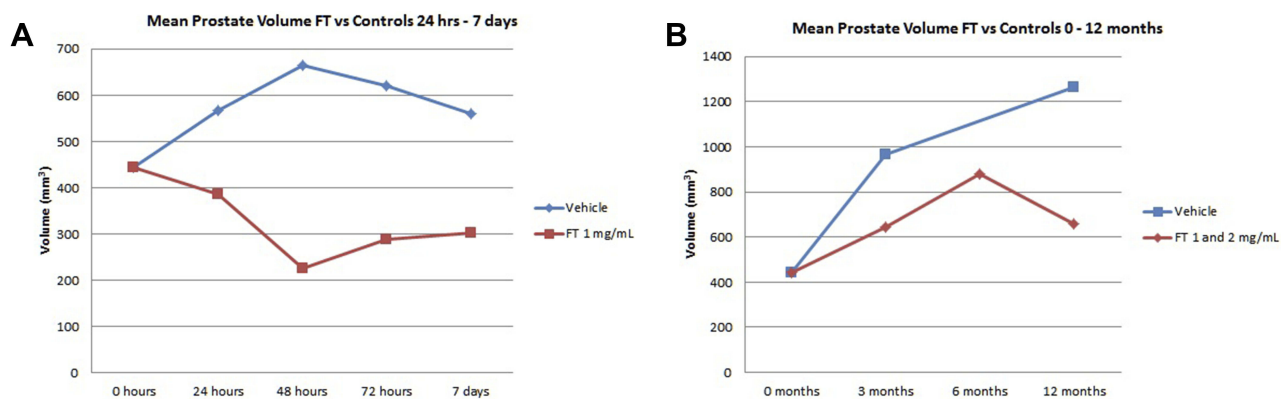 A
Mean Prostate Volume FT vs Controls 24 hrs - 7 days
700
600
500
400
300
200
100
0
Volume (mm³)
0 hours
24 hours
48 hours
72 hours
7 days
Vehicle
FT 1 mg/mL
B
Mean Prostate Volume FT vs Controls 0 - 12 months
1400
1200
1000
800
600
400
200
0
Volume (mm³)
0 months
3 months
6 months
12 months
Vehicle
FT 1 and 2 mg/mL